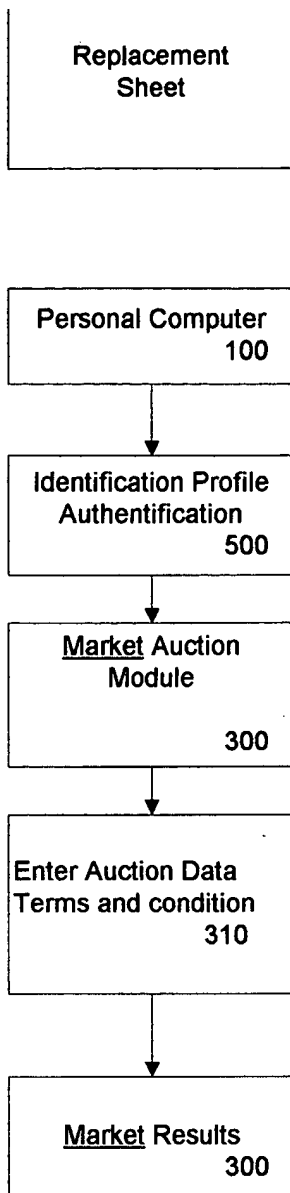 Replacement
Sheet
Personal Computer
100
Identification Profile
Authentification
500
Market Auction
Module
300
Enter Auction Data
Terms and condition
310
Market Results
300